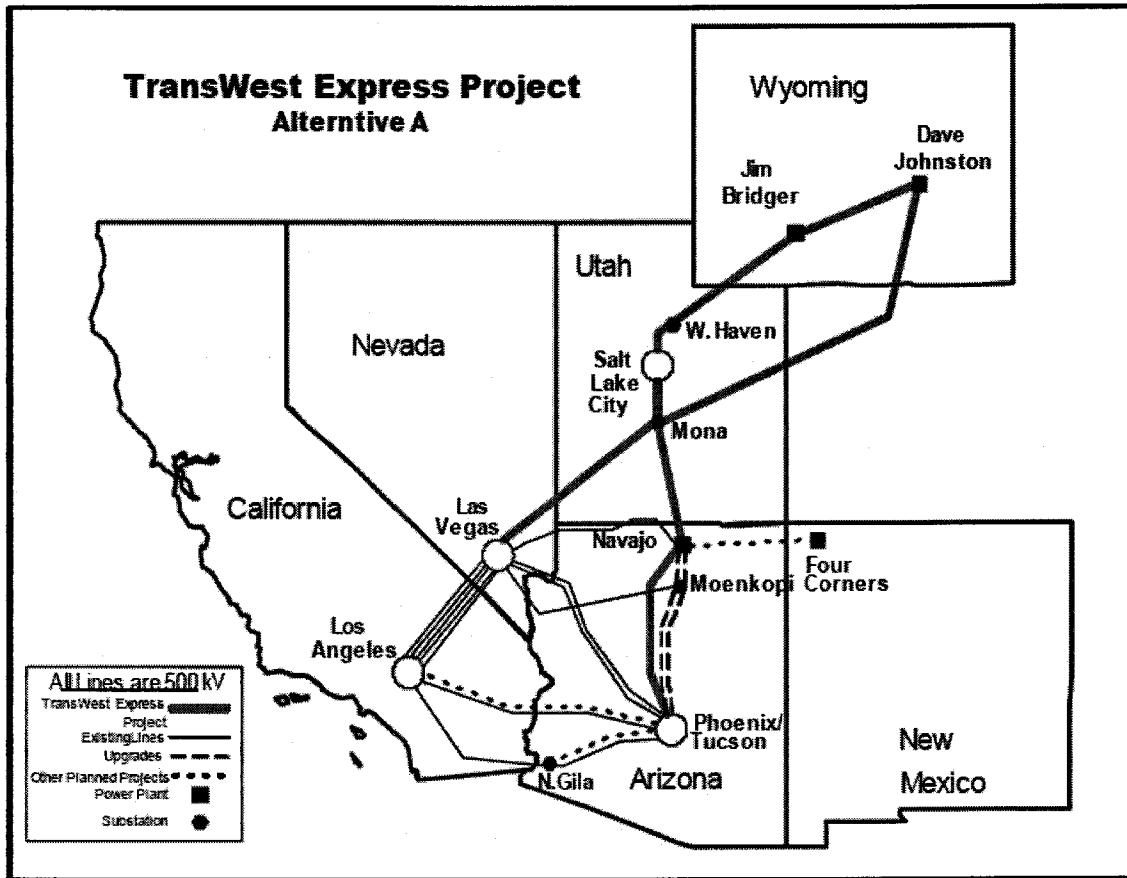 TransWest Express Project
Alterntive A
Wyoming
Dave
Johnston
Jim
Bridger
Utah
Nevada
W. Haven
Salt
Lake
City
Mona
California
Las
Vegas
Navajo
Four
Corners
Moenkopi
Los
Angeles
Phoenix/
Tucson
New
Mexico
Arizona
N.Gila
All Lines are 500 kV
TransWest Express
Project
Existing Lines
Upgrades
Other Planned Projects
Power Plant
Substation